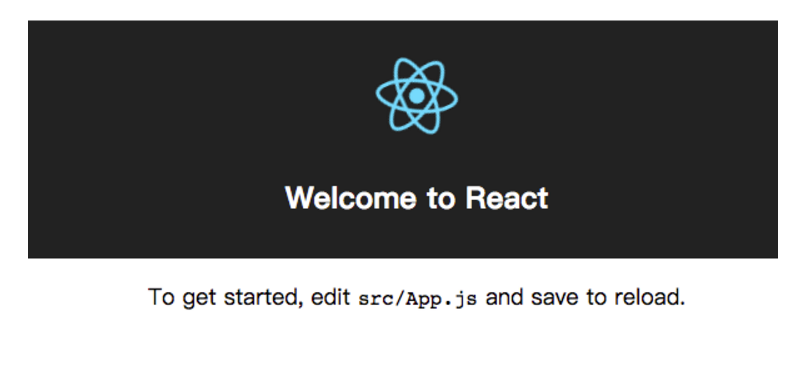 Welcome to React
To get started, edit src/App.js and save to reload.